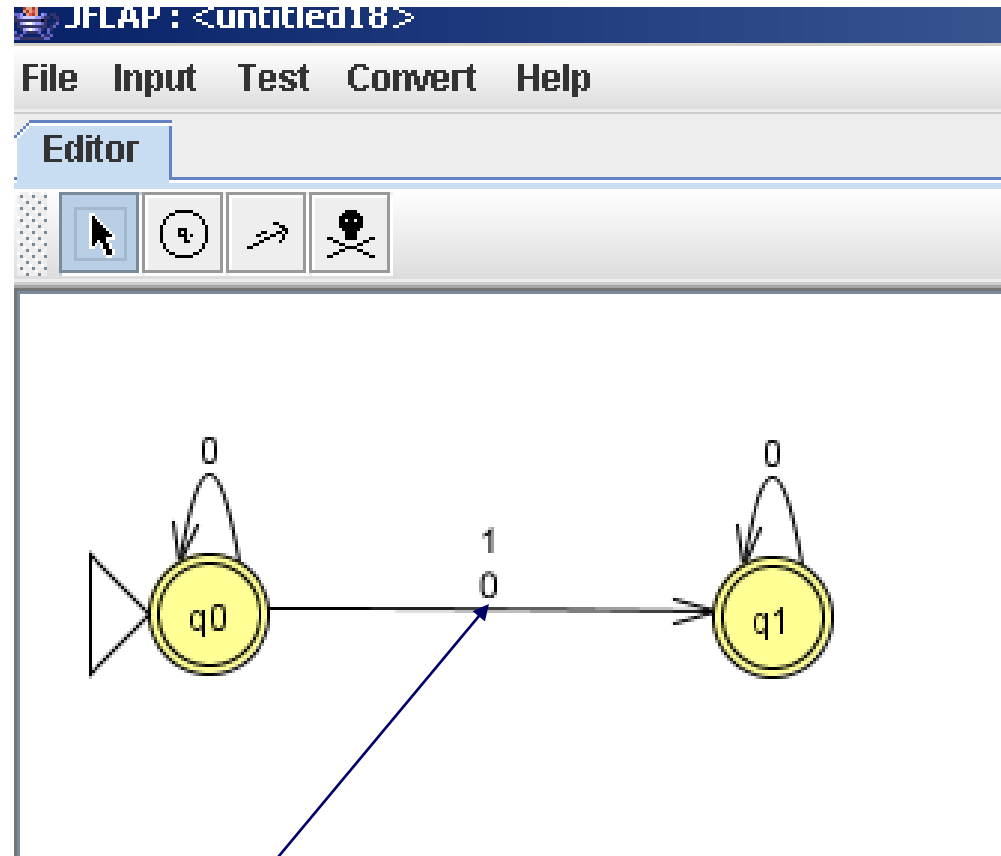 JFLAP : <untitled18>
File Input Test Convert Help
Editor
q
0
0
1
0
q0
q1